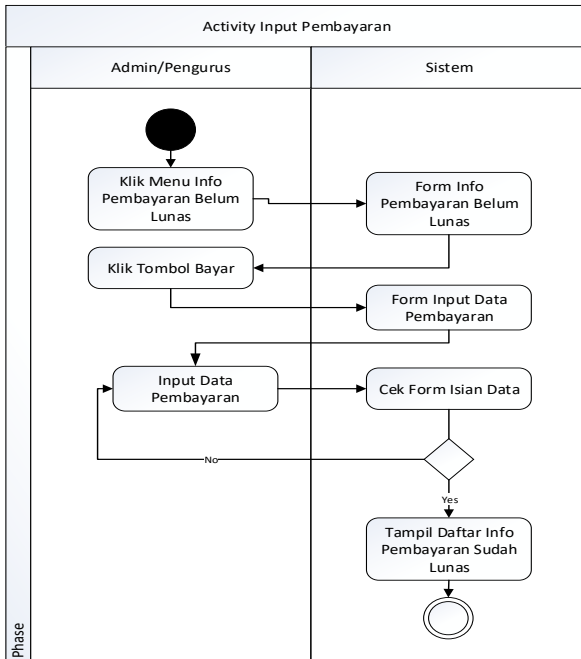 Activity Input Pembayaran
Admin/Pengurus
Sistem
Klik Menu Info
Pembayaran Belum
Lunas
Form Info
Pembayaran Belum
Lunas
Klik Tombol Bayar
Form Input Data
Pembayaran
Input Data
Pembayaran
Cek Form Isian Data
No
Yes
Tampil Daftar Info
Pembayaran Sudah
Lunas
Phase